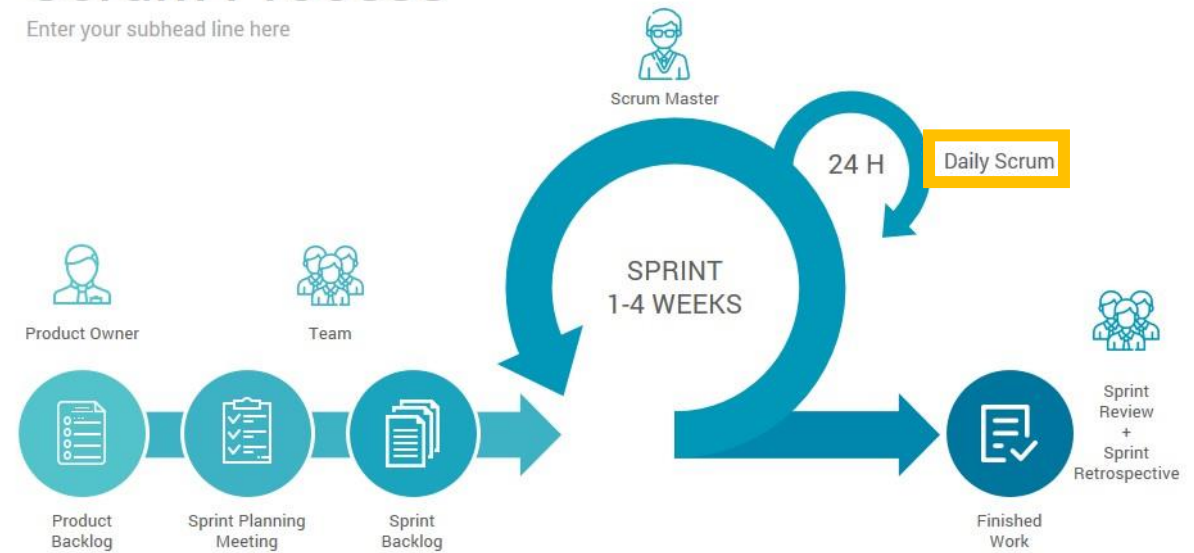 Enter your subhead line here
Scrum Master
24 H
Daily Scrum
SPRINT
1-4 WEEKS
Product Owner
Team
Sprint
Review
+
Sprint
Retrospective
Product
Backlog
Sprint Planning
Meeting
Sprint
Backlog
Finished
Work